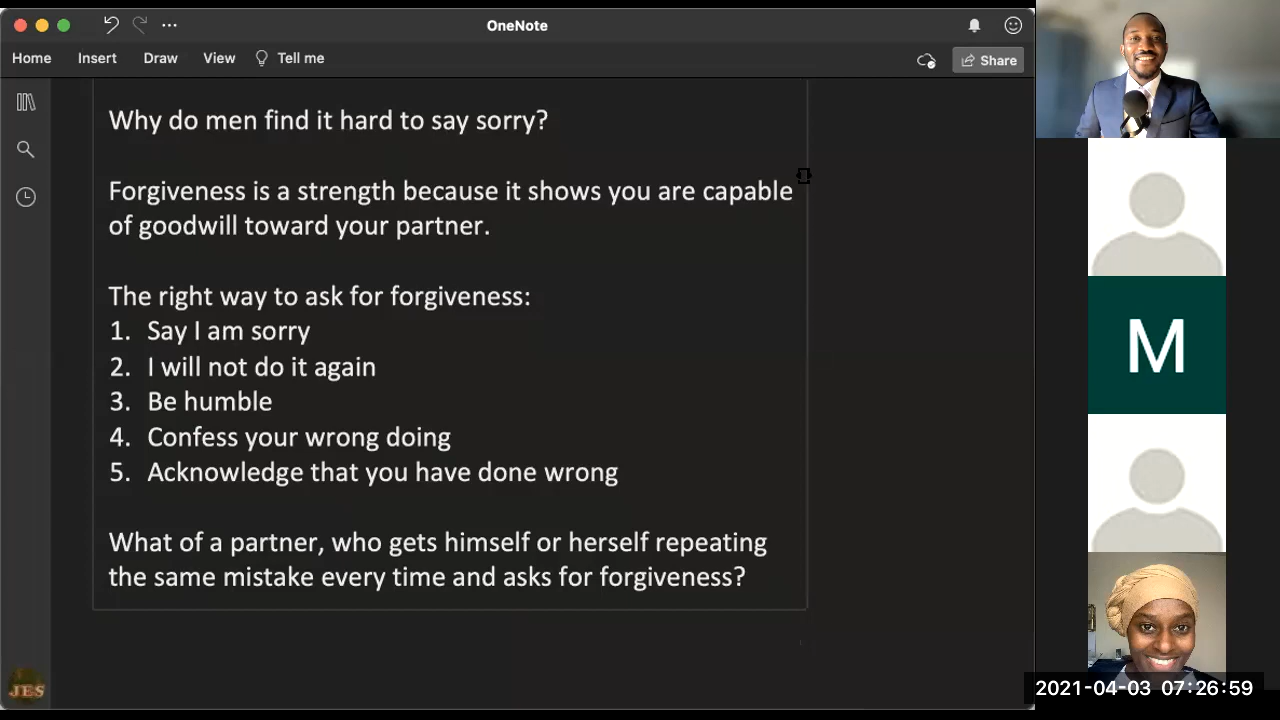 OneNote
Home Insert Draw View Tell me
Share
Why do men find it hard to say sorry?
Forgiveness is a strength because it shows you are capable
of goodwill toward your partner.
The right way to ask for forgiveness:
1. Say I am sorry
2. I will not do it again
3. Be humble
4. Confess your wrong doing
5. Acknowledge that you have done wrong
What of a partner, who gets himself or herself repeating
the same mistake every time and asks for forgiveness?
JES
M
2021-04-03 07:26:59